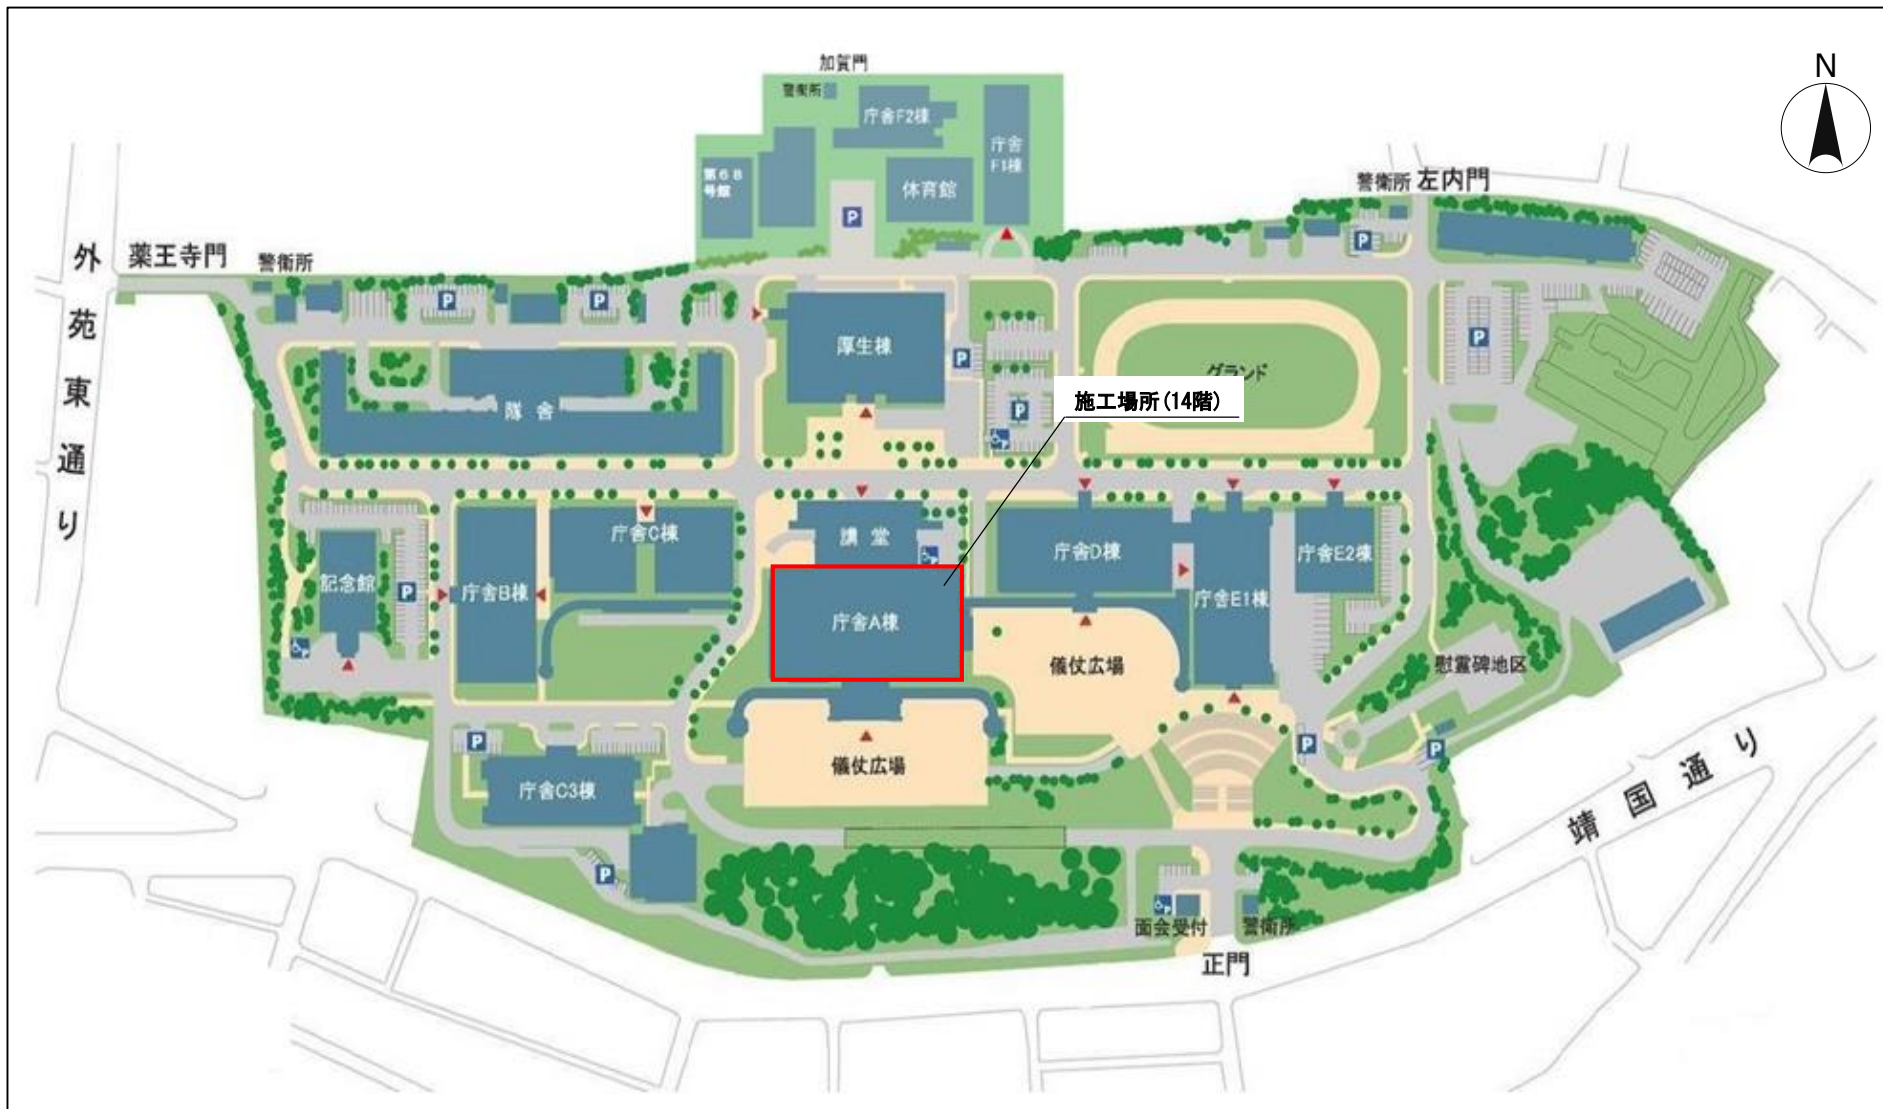 加賀門
N
警衛所
庁舎F2棟
庁舎
F1棟
第68
号館
体育館
P
警衛所
左内門
P
外苑東通り
薬王寺門
警衛所
P
P
厚生棟
P
グランド
P
隊舎
P
施工場所(14階)
庁舎C棟
講堂
庁舎D棟
庁舎E2棟
記念館
P
庁舎B棟
庁舎A棟
庁舎E1棟
儀仗広場
慰霊碑地区
P
儀仗広場
P
P
庁舎C3棟
靖国通り
P
面会受付
警衛所
正門